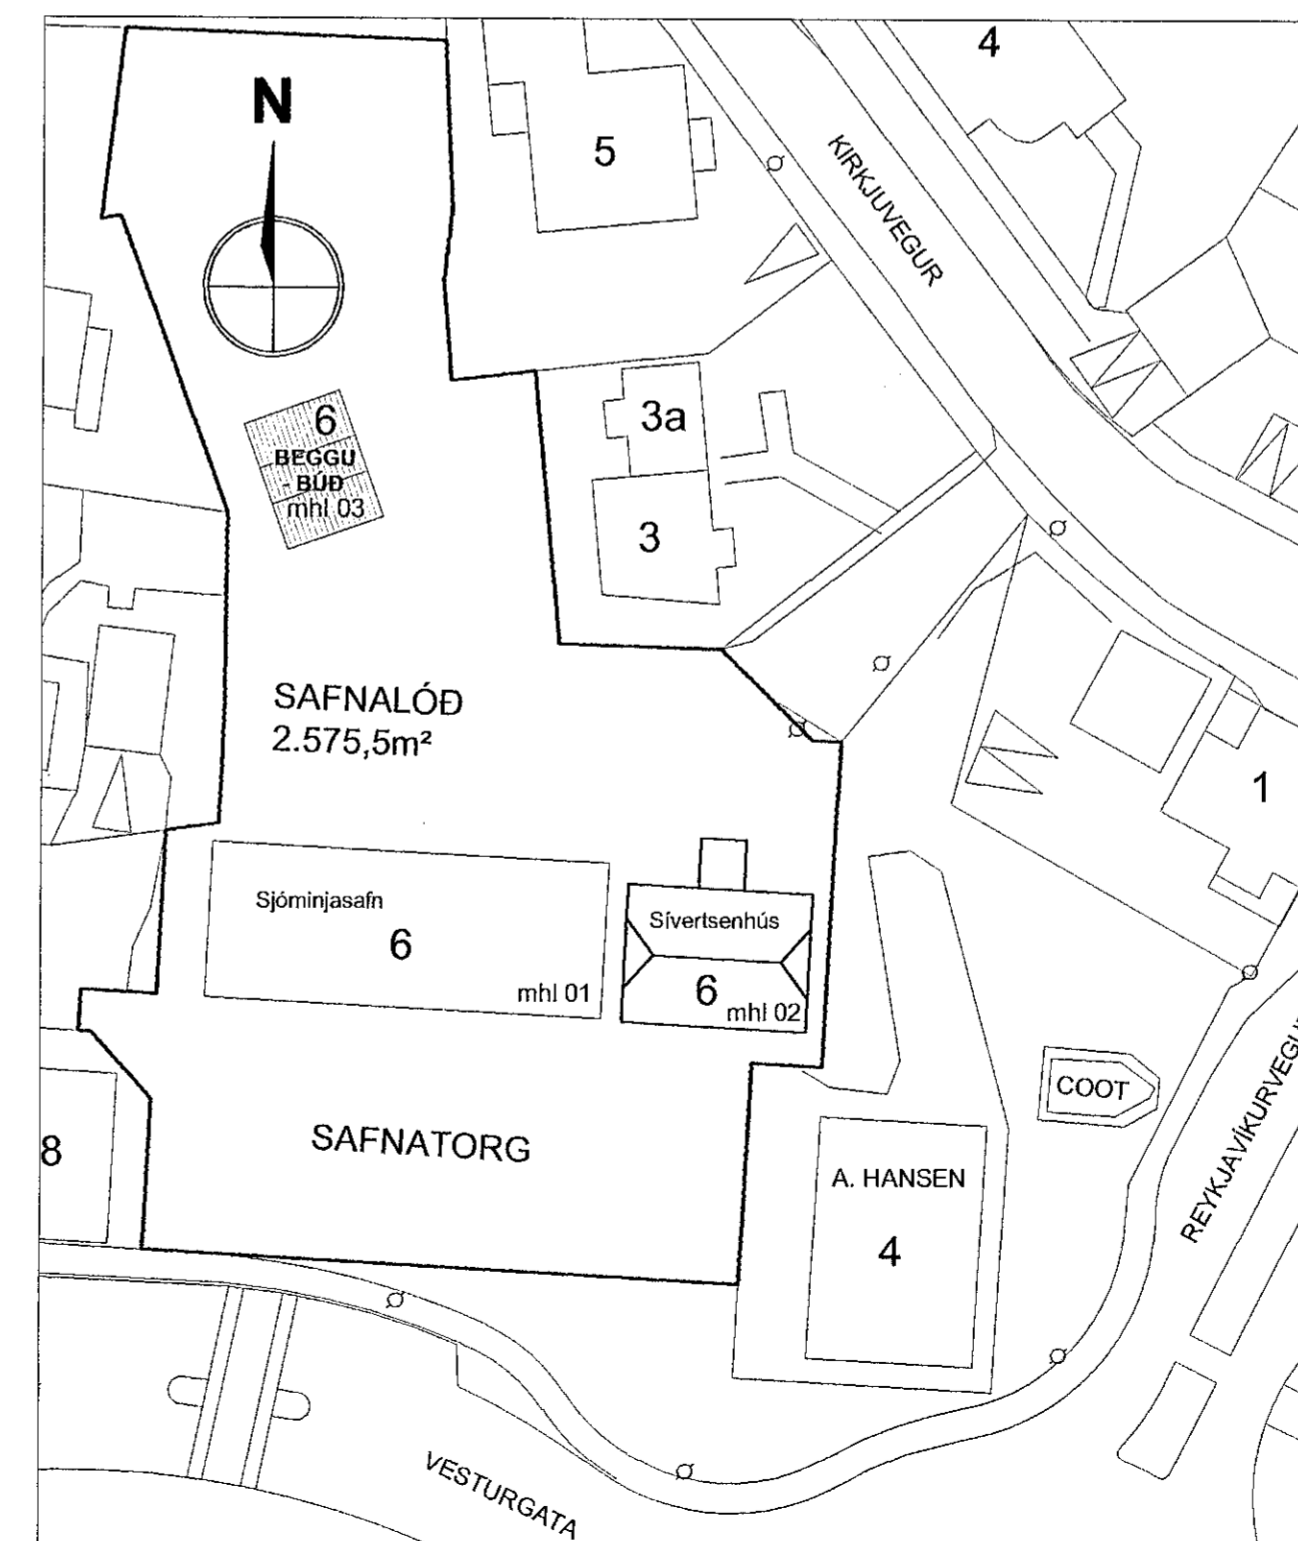 4
N
5
KIRKJUVEGUR
6
BEGGU
- BÚÐ
mhl 03
3a
3
SAFNALÓÐ
2.575,5m²
1
Sjóminjasafn
6
mhl 01
Sívertsenhús
6
mhl 02
COOT
REYKJAVÍKURVEGUR
8
SAFNATORG
A. HANSEN
4
VESTURGATA